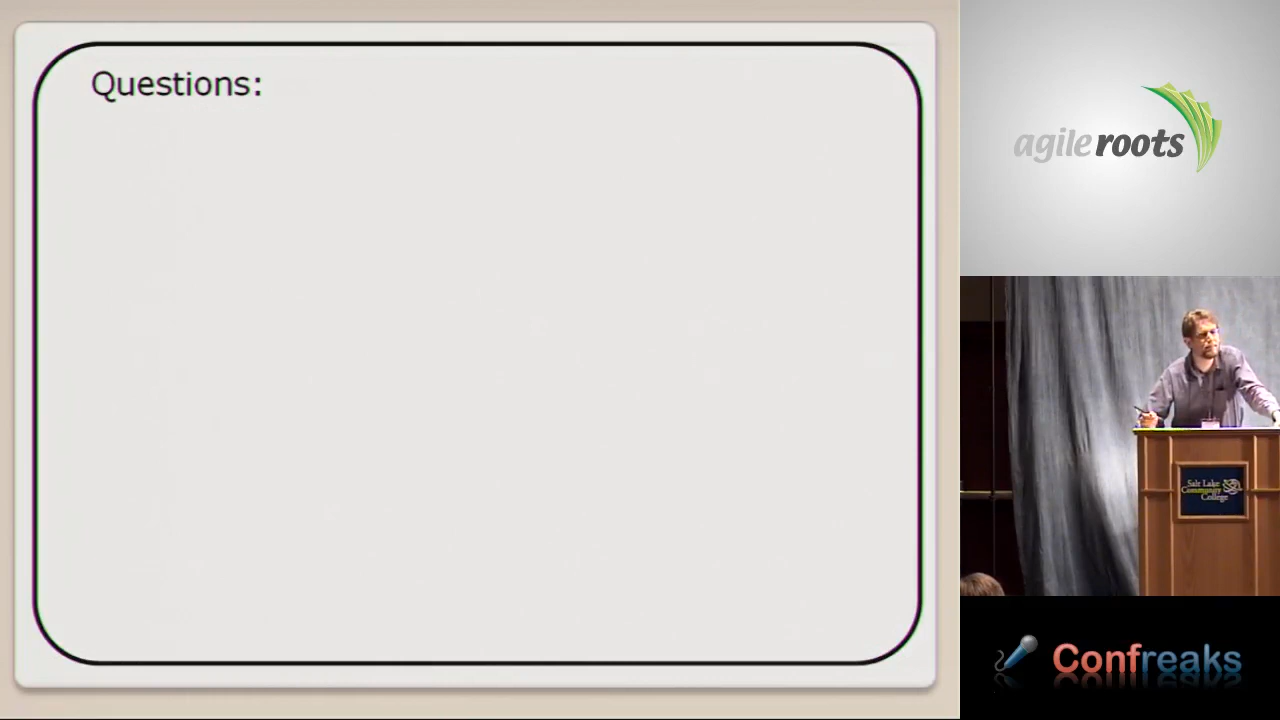 Questions:
agile roots
Salt Lake
Community
College
Confreaks